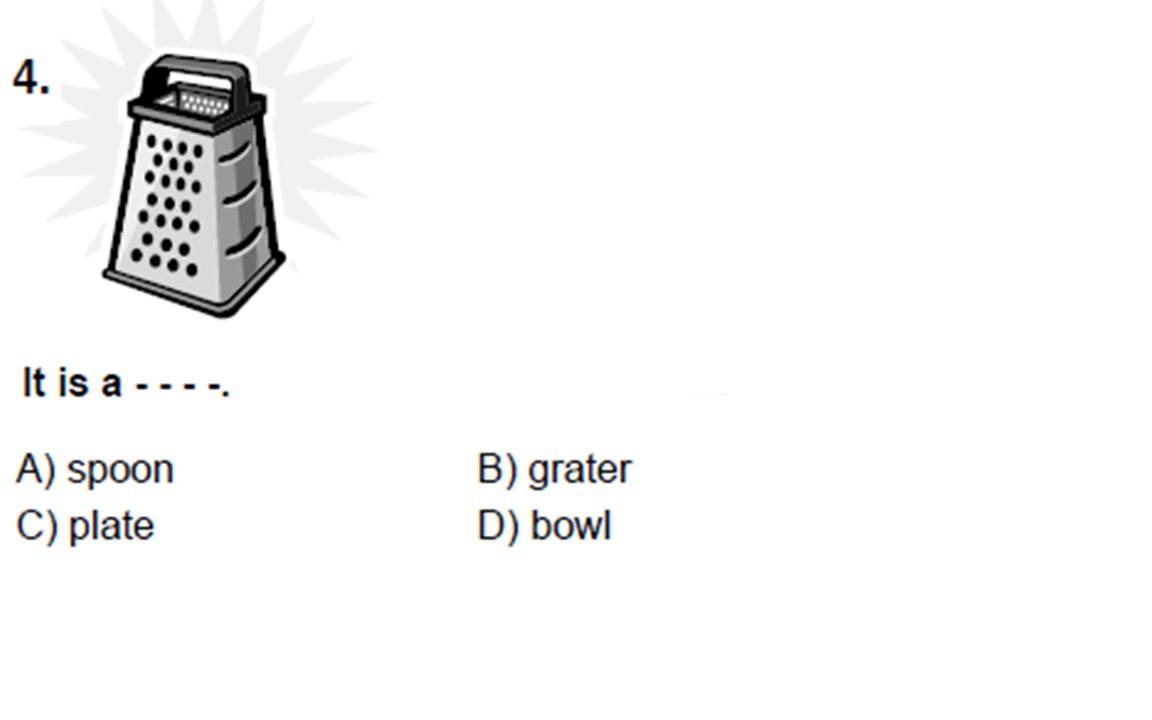 4.
It is a - - - -.
A) spoon B) grater
C) plate D) bowl